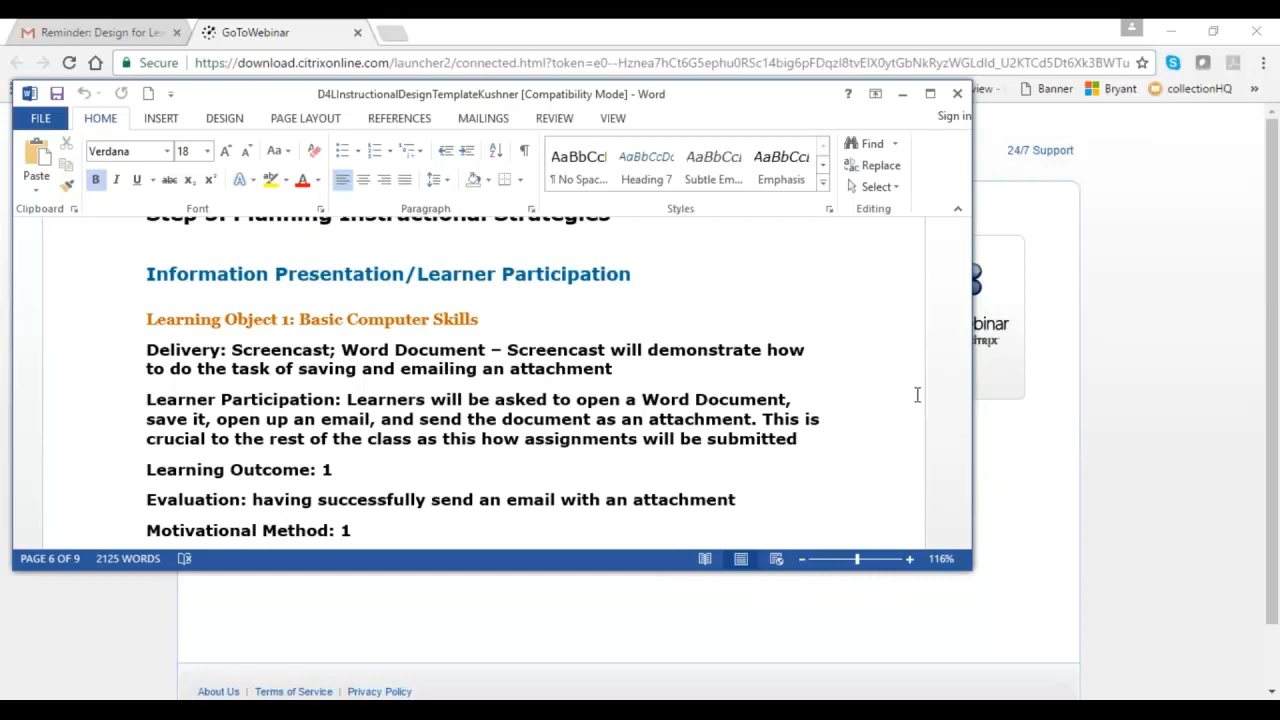 Reminder: Design for Le
GoToWebinar
Secure
https://download.citrixonline.com/launcher2/connected.html?token=e0--Hznea7hCt6G5ephu0RSc14big6pFDqzI8tvElX0ytGbNkRyzWGLdId_U2KTCd5Dt6Xk3BWTu
view
Banner
Bryant
collectionHQ
D4LInstructionalDesignTemplateKushner [Compatibility Mode] - Word
FILE
HOME
INSERT
DESIGN
PAGE LAYOUT
REFERENCES
MAILINGS
REVIEW
VIEW
Sign in
Verdana
18
Paste
Clipboard
Font
Paragraph
AaBbCcI
AaBbCcDc
AaBbCcI
AaBbCcI
¶ No Spac...
Heading 7
Subtle Em...
Emphasis
Styles
Find
Replace
Select
Editing
24/7 Support
Step 5: Planning Instructional Strategies
Information Presentation/Learner Participation
Learning Object 1: Basic Computer Skills
Delivery: Screencast; Word Document – Screencast will demonstrate how
to do the task of saving and emailing an attachment
Learner Participation: Learners will be asked to open a Word Document,
save it, open up an email, and send the document as an attachment. This is
crucial to the rest of the class as this how assignments will be submitted
Learning Outcome: 1
Evaluation: having successfully send an email with an attachment
Motivational Method: 1
PAGE 6 OF 9
2125 WORDS
116%
binar
About Us | Terms of Service | Privacy Policy